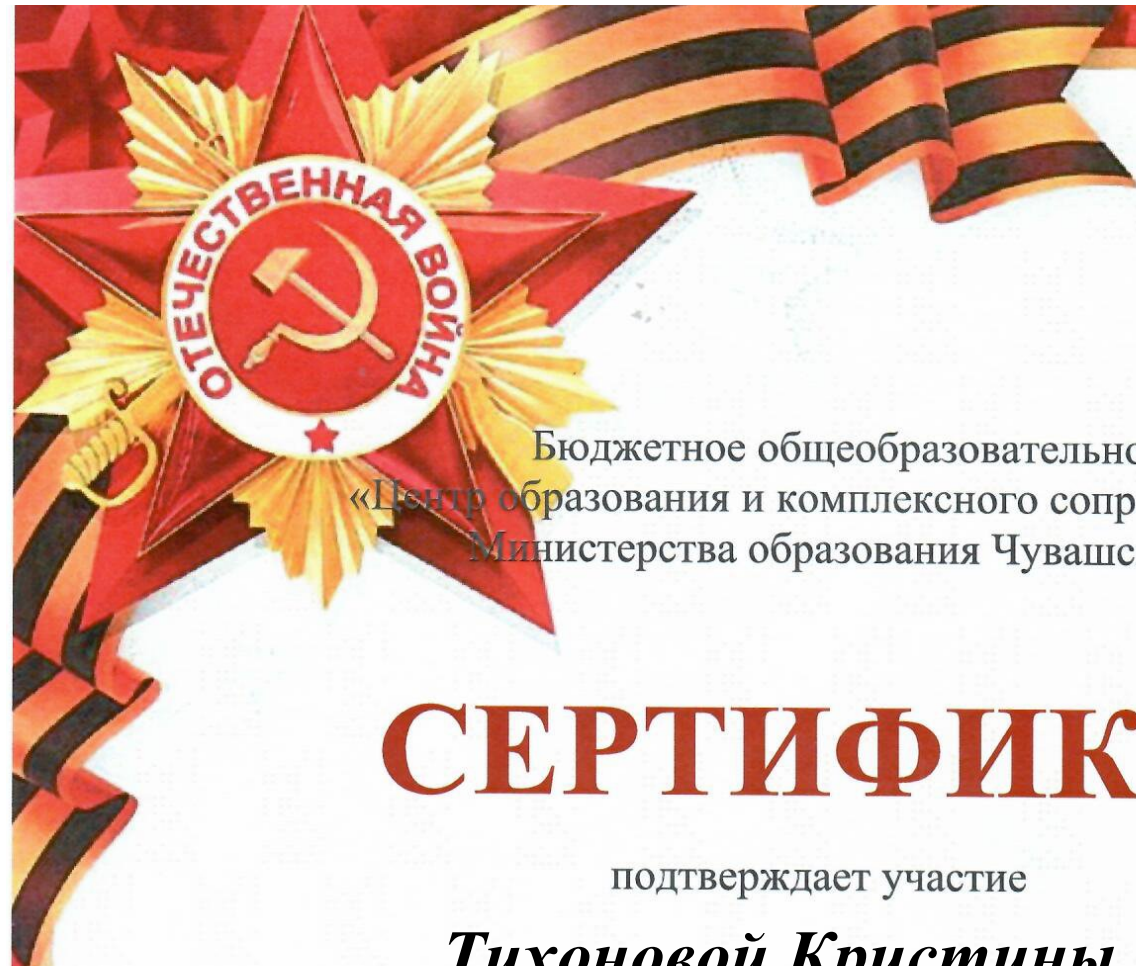 ОТЕЧЕСТВЕННАЯ ВОЙНА
Бюджетное общеобразовательно
«Центр образования и комплексного сопр
Министерства образования Чувашс
СЕРТИФИК
подтверждает участие
Тихоновой Кристины